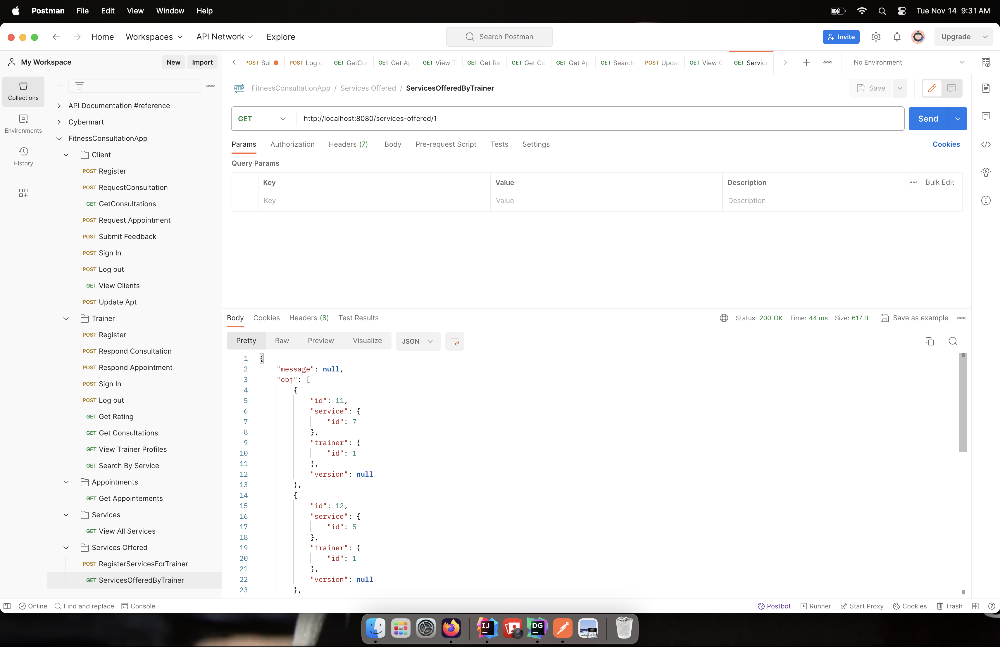 Postman File Edit View Window Help Tue Nov 14 9:31 AM
Home Workspaces API Network Explore Search Postman Invite Upgrade
My Workspace New Import POST Sul POST Log o GET GetCo GET Get Ap GET View T GET Get Ra GET Get Co GET Get Ap GET Search POST Upda GET View C GET Service No Environment
Collections
Environments
History
API Documentation #reference
Cybermart
FitnessConsultationApp
Client
POST Register
POST RequestConsultation
GET GetConsultations
POST Request Appointment
POST Submit Feedback
POST Sign In
POST Log out
GET View Clients
POST Update Apt
Trainer
POST Register
POST Respond Consultation
POST Respond Appointment
POST Sign In
POST Log out
GET Get Rating
GET Get Consultations
GET View Trainer Profiles
GET Search By Service
Appointments
GET Get Appointements
Services
GET View All Services
Services Offered
POST RegisterServicesForTrainer
GET ServicesOfferedByTrainer
HTTP FitnessConsultationApp / Services Offered / ServicesOfferedByTrainer Save
GET http://localhost:8080/services-offered/1 Send
Params Authorization Headers (7) Body Pre-request Script Tests Settings Cookies
Query Params
Key Value Description Bulk Edit
Key Value Description
Body Cookies Headers (8) Test Results Status: 200 OK Time: 44 ms Size: 617 B Save as example
Pretty Raw Preview Visualize JSON
1 {
2 "message": null,
3 "obj": [
4 {
5 "id": 11,
6 "service": {
7 "id": 7
8 },
9 "trainer": {
10 "id": 1
11 },
12 "version": null
13 },
14 {
15 "id": 12,
16 "service": {
17 "id": 5
18 },
19 "trainer": {
20 "id": 1
21 },
22 "version": null
23 },
Online Find and replace Console Postbot Runner Start Proxy Cookies Trash
IJ DG